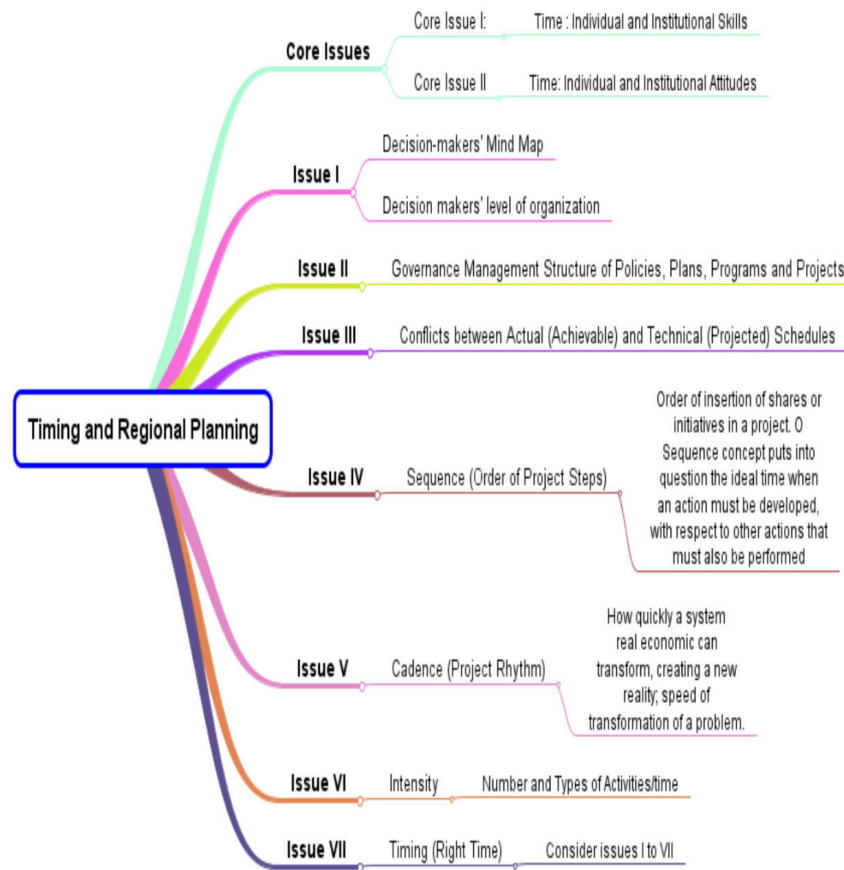 Core Issues
Core Issue I:
Time : Individual and Institutional Skills
Core Issue II
Time: Individual and Institutional Attitudes
Issue I
Decision-makers' Mind Map
Decision makers' level of organization
Issue II
Governance Management Structure of Policies, Plans, Programs and Projects
Issue III
Conflicts between Actual (Achievable) and Technical (Projected) Schedules
Timing and Regional Planning
Issue IV
Sequence (Order of Project Steps)
Order of insertion of shares or
initiatives in a project. O
Sequence concept puts into
question the ideal time when
an action must be developed,
with respect to other actions that
must also be performed
Issue V
Cadence (Project Rhythm)
How quickly a system
real economic can
transform, creating a new
reality; speed of
transformation of a problem.
Issue VI
Intensity
Number and Types of Activities/time
Issue VII
Timing (Right Time)
Consider issues I to VII